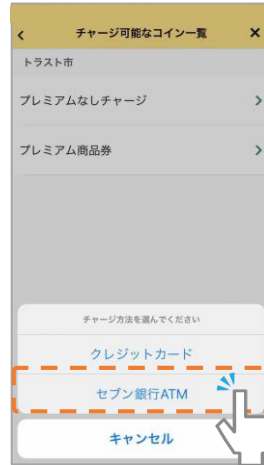 チャージ可能なコイン一覧
トラスト市
プレミアムなしチャージ
プレミアム商品券
チャージ方法を選んでください
クレジットカード
セブン銀行ATM
キャンセル